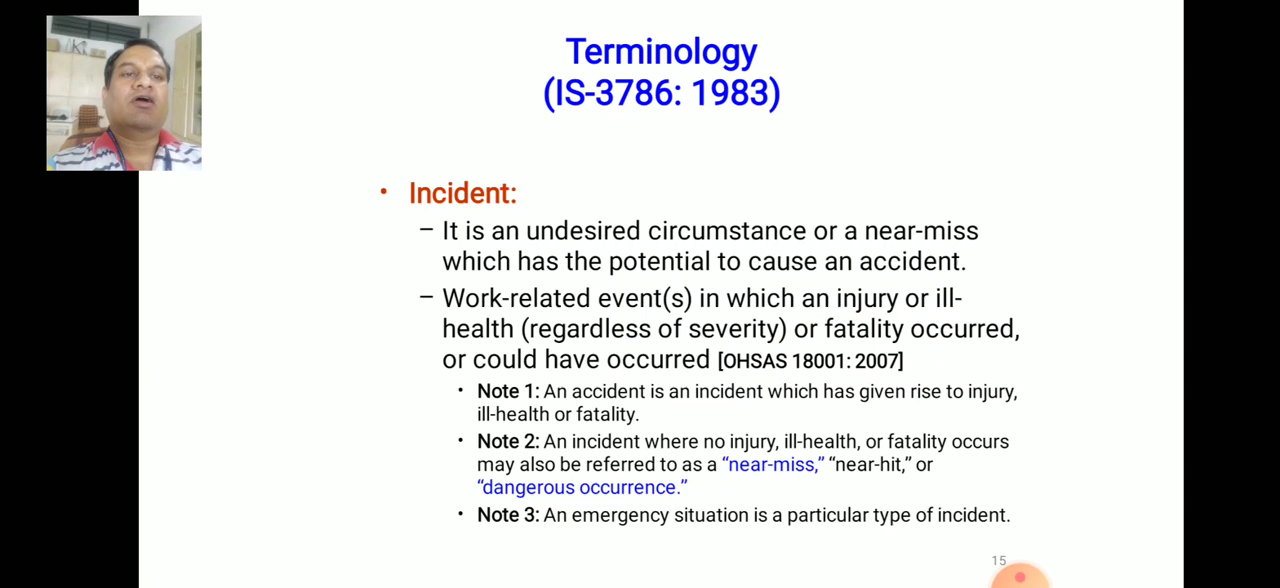 Terminology
(IS-3786: 1983)
• Incident:
– It is an undesired circumstance or a near-miss
which has the potential to cause an accident.
– Work-related event(s) in which an injury or ill-
health (regardless of severity) or fatality occurred,
or could have occurred [OHSAS 18001: 2007]
• Note 1: An accident is an incident which has given rise to injury,
ill-health or fatality.
• Note 2: An incident where no injury, ill-health, or fatality occurs
may also be referred to as a “near-miss,” “near-hit,” or
“dangerous occurrence.”
• Note 3: An emergency situation is a particular type of incident.
15